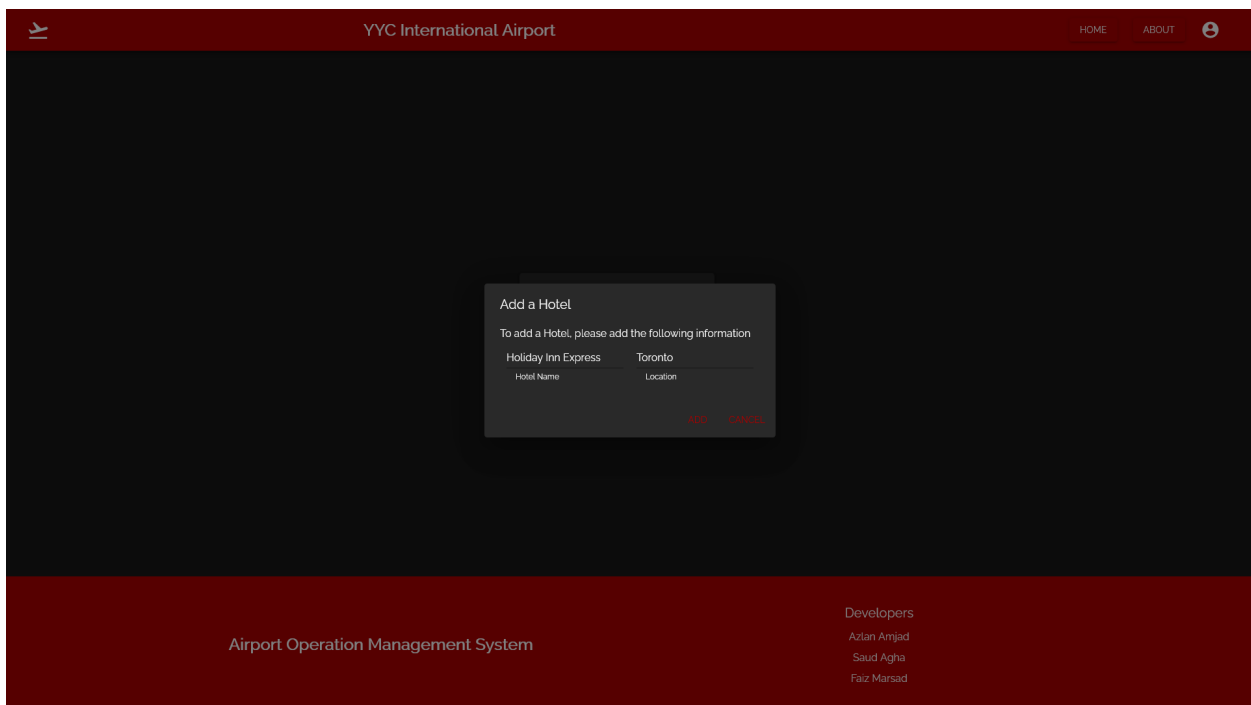 YYC International Airport
HOME ABOUT
Add a Hotel
To add a Hotel, please add the following information
Holiday Inn Express Toronto
Hotel Name Location
ADD CANCEL
Airport Operation Management System
Developers
Azlan Amjad
Saud Agha
Faiz Marsad